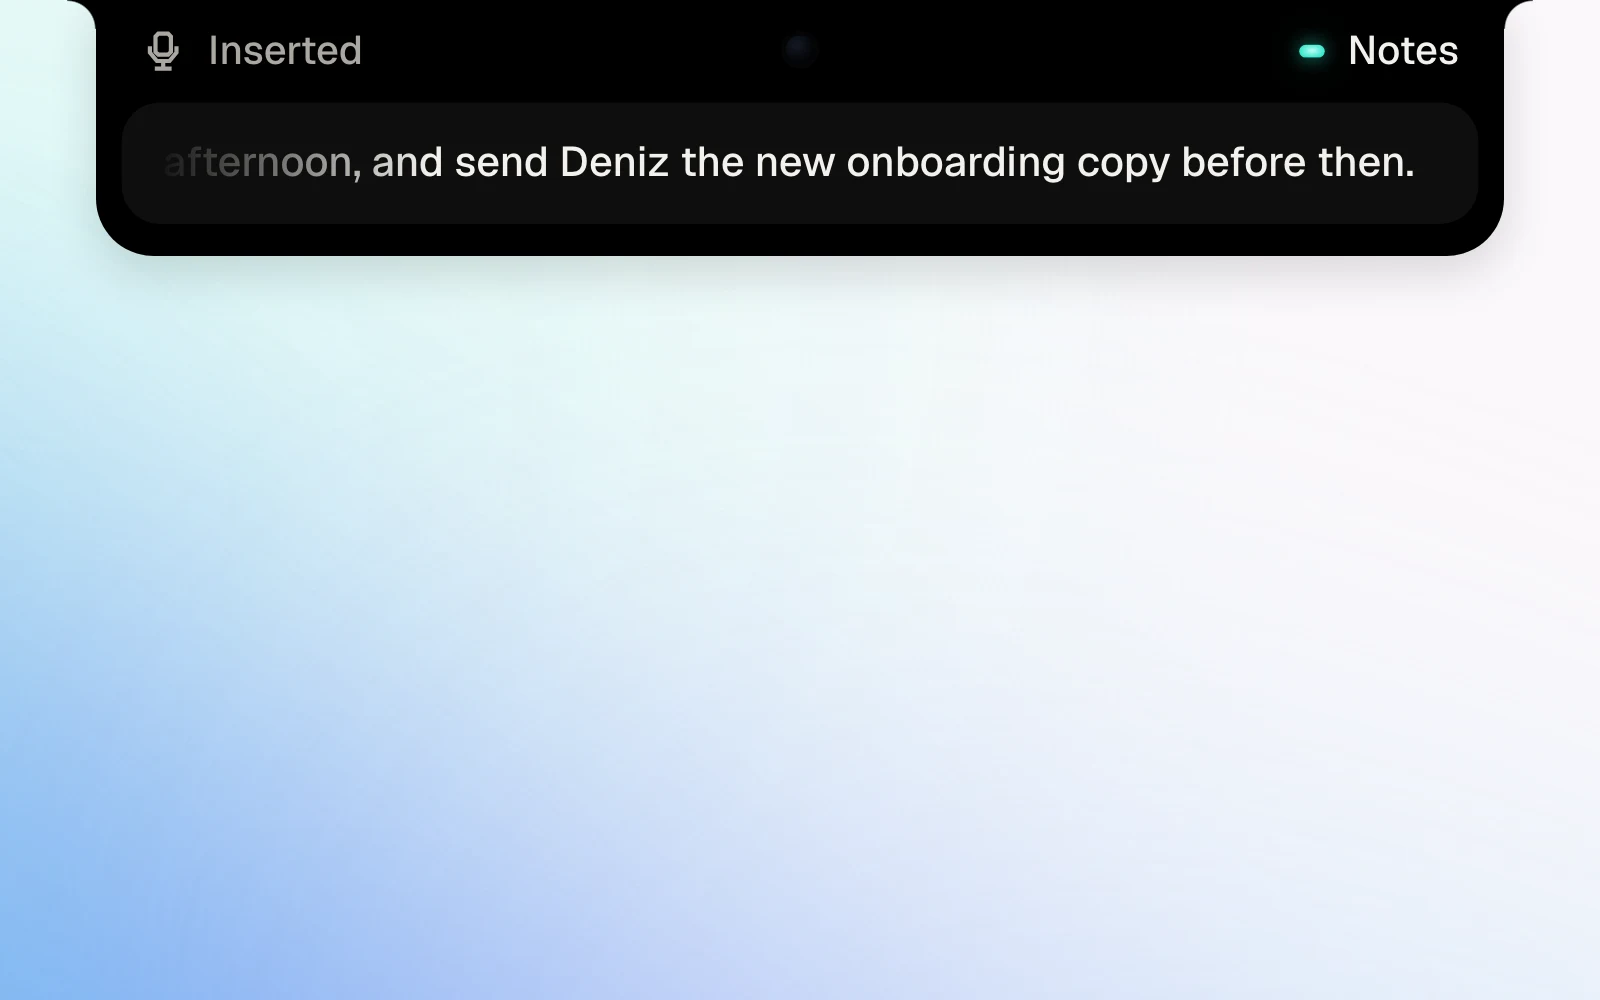 Inserted
Notes
afternoon, and send Deniz the new onboarding copy before then.